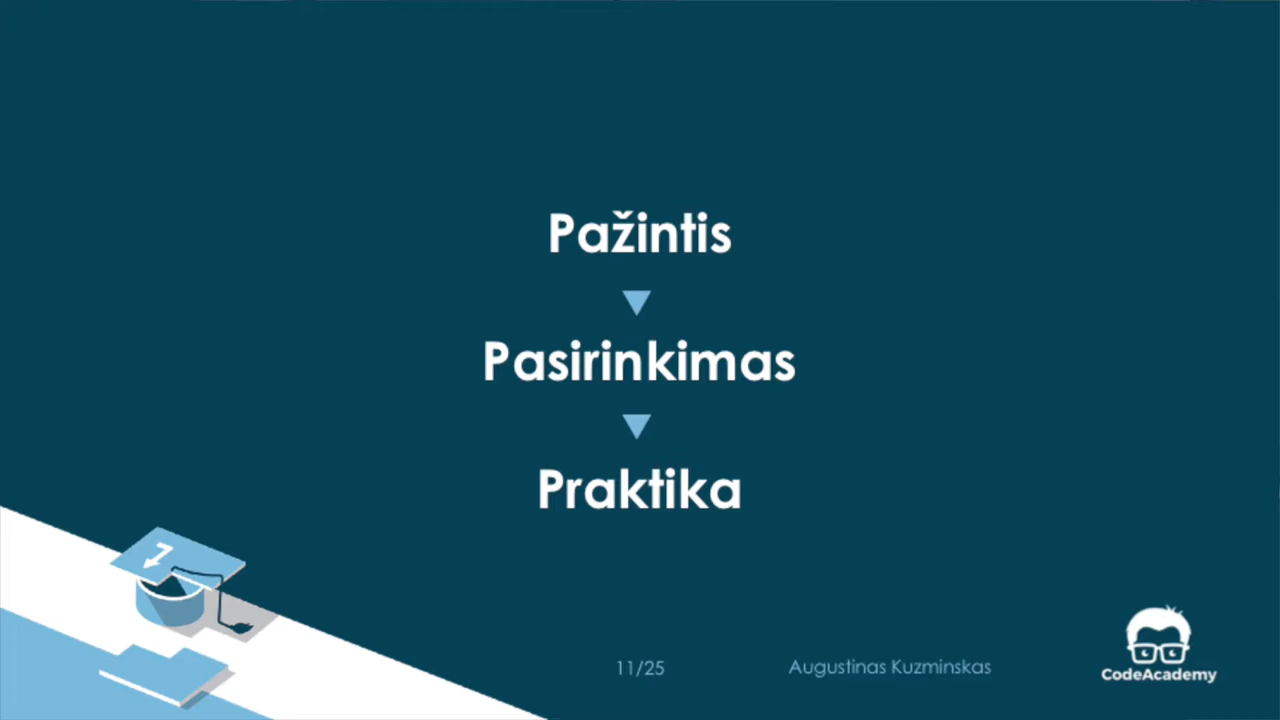 Pažintis
Pasirinkimas
Praktika
11/25
Augustinas Kuzminskas
CodeAcademy